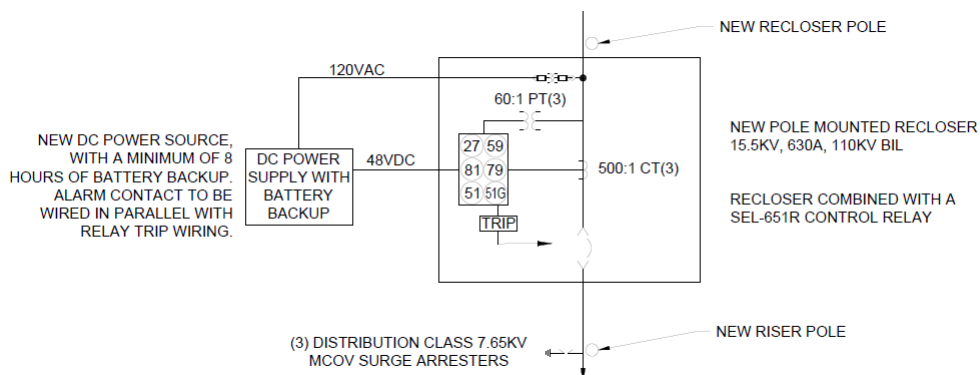 NEW RECLOSER POLE
120VAC
60:1 PT(3)
NEW DC POWER SOURCE,
WITH A MINIMUM OF 8
HOURS OF BATTERY BACKUP.
ALARM CONTACT TO BE
WIRED IN PARALLEL WITH
RELAY TRIP WIRING.
DC POWER
SUPPLY WITH
BATTERY
BACKUP
48VDC
27 59
81 79
51 51G
TRIP
500:1 CT(3)
NEW POLE MOUNTED RECLOSER
15.5KV, 630A, 110KV BIL
RECLOSER COMBINED WITH A
SEL-651R CONTROL RELAY
(3) DISTRIBUTION CLASS 7.65KV
MCOV SURGE ARRESTERS
NEW RISER POLE